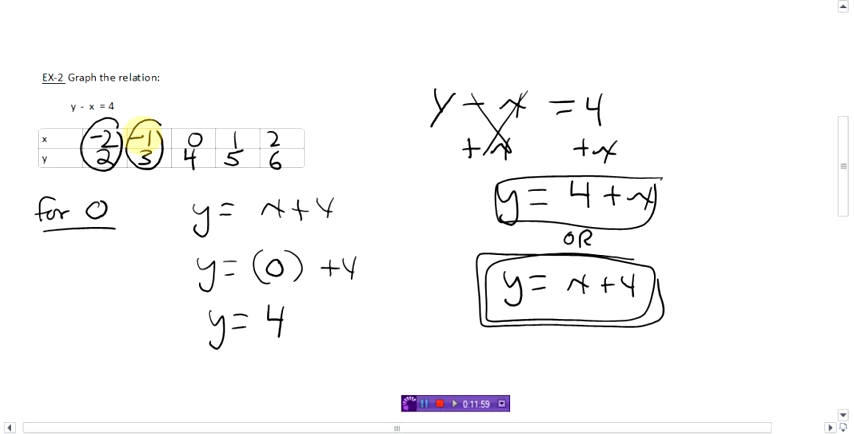 EX-2 Graph the relation:
y - x = 4
x -2 -1 0 1 2
y 2 3 4 5 6
for 0
y = x+4
y = (0) +4
y = 4
y - x = 4
+x +x
y = 4+x
OR
y = x+4
0:11:59